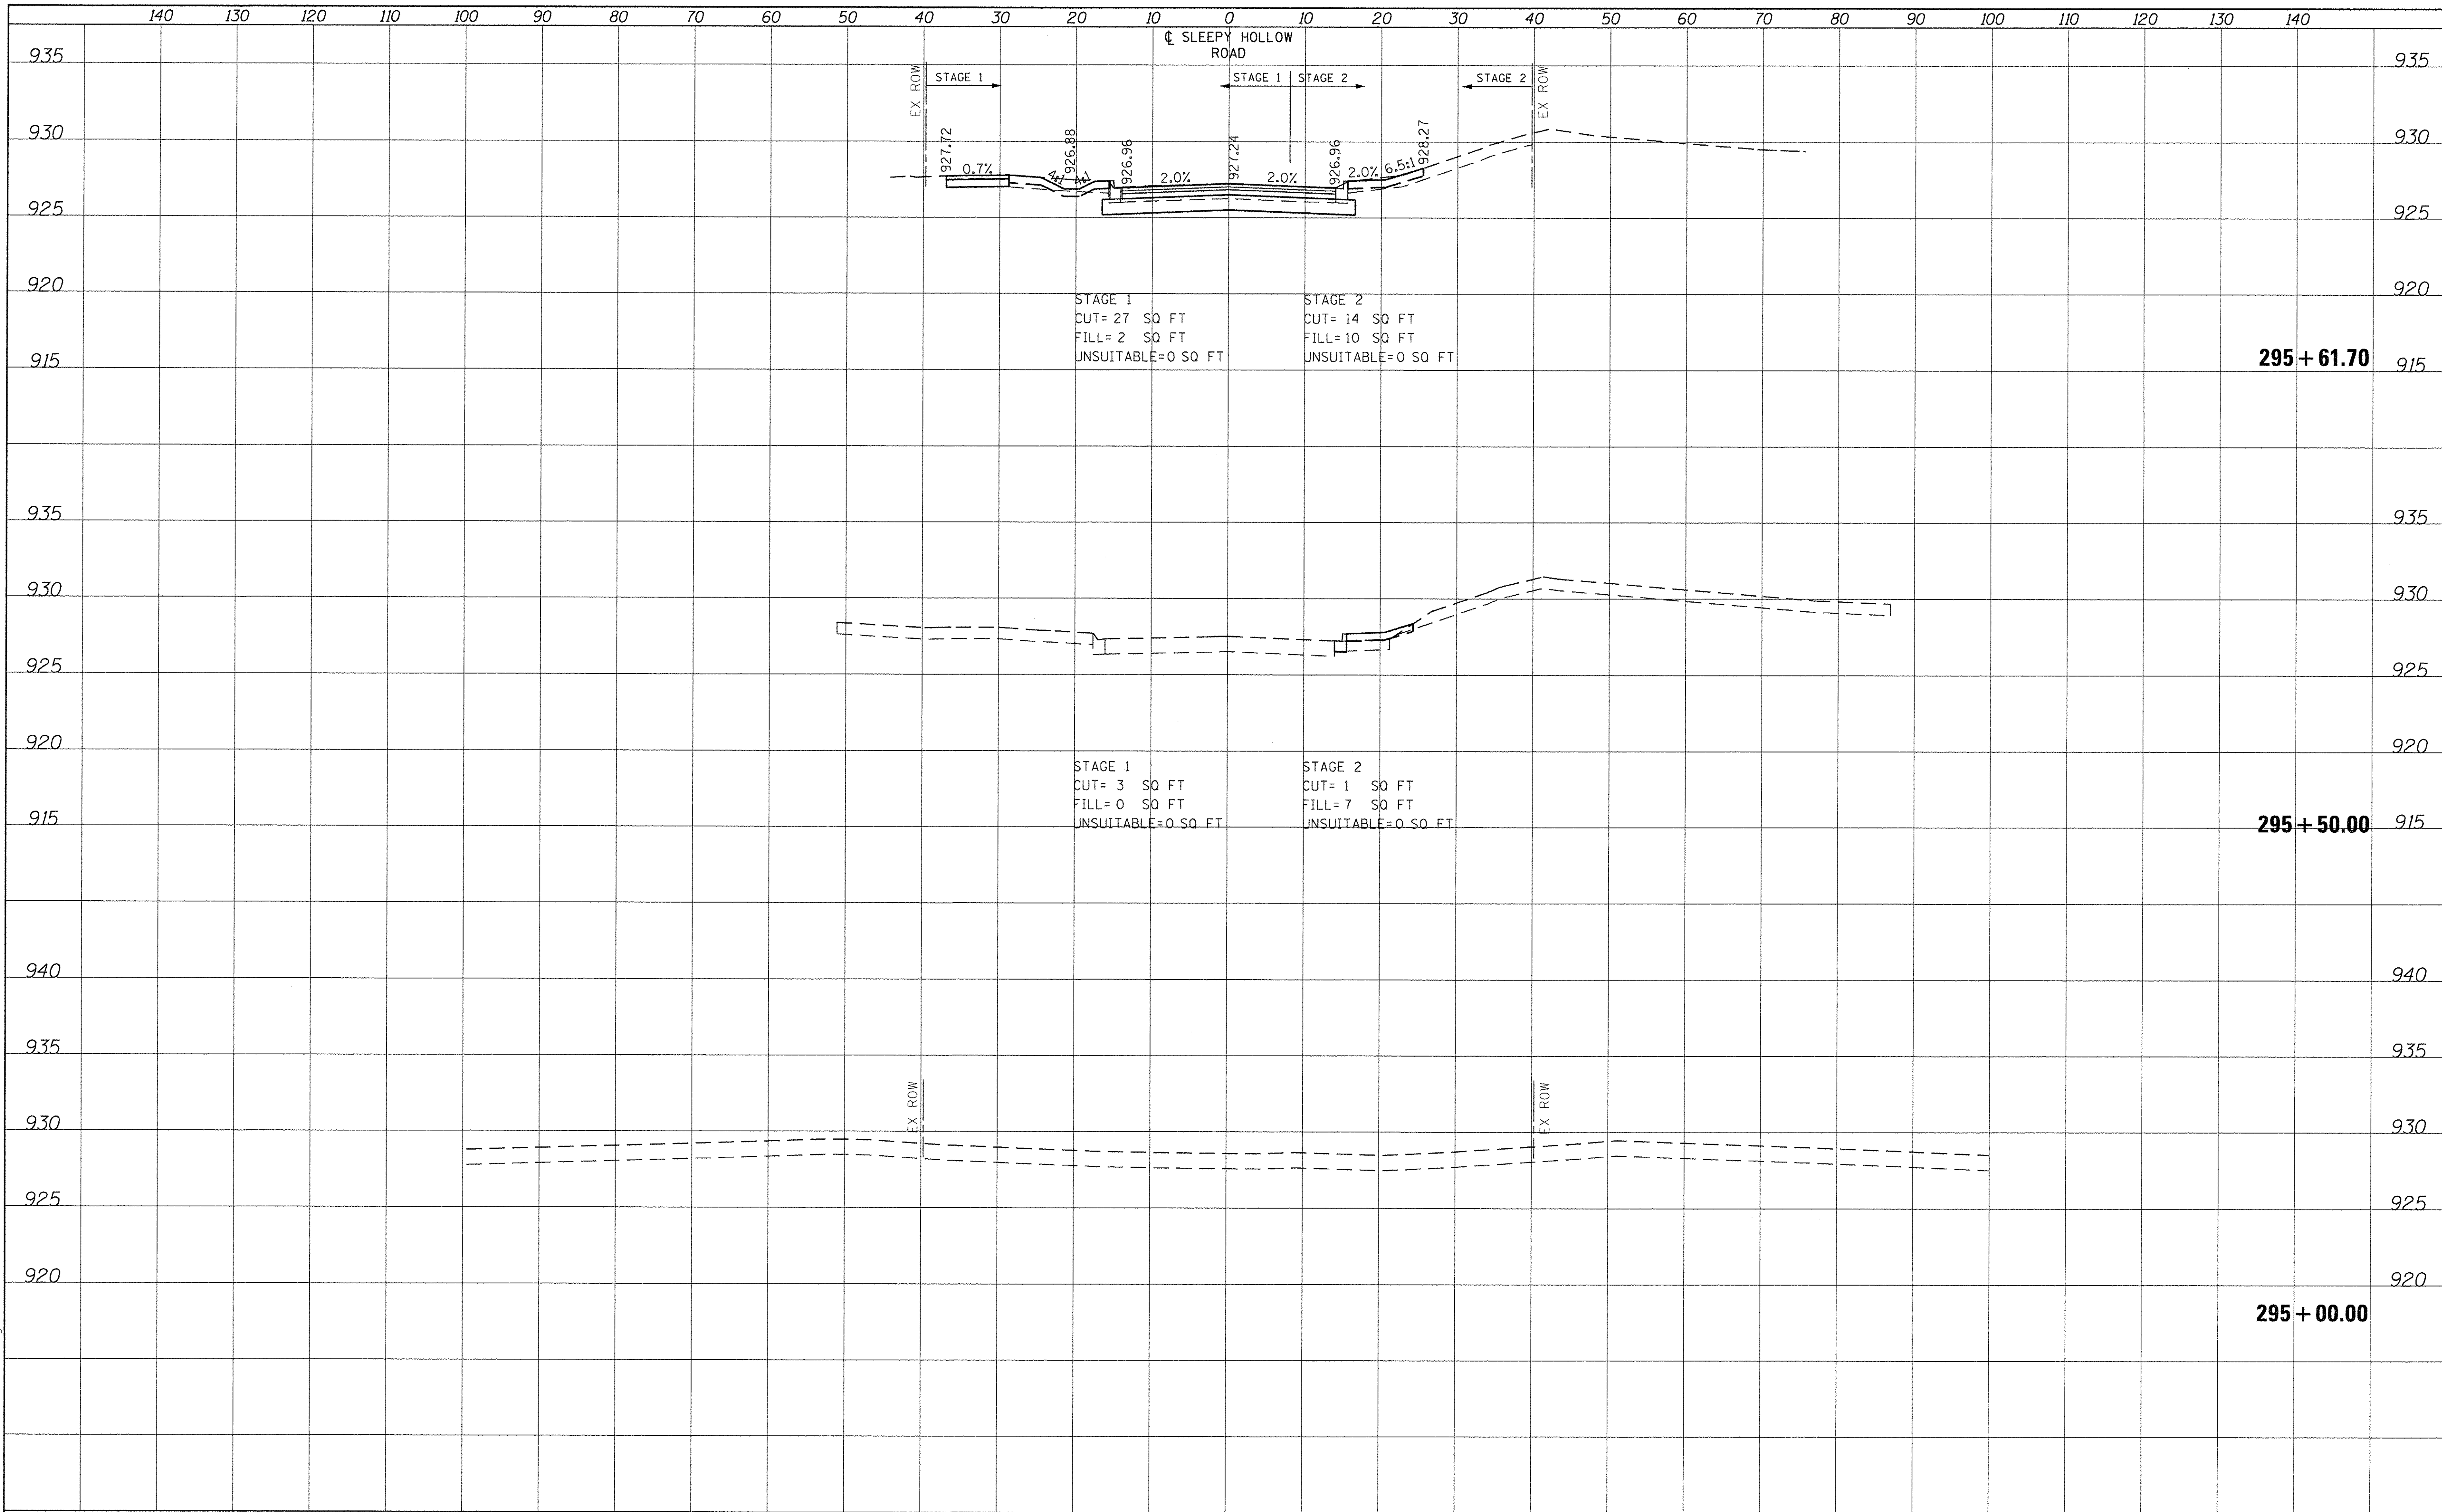 140 130 120 110 100 90 80 70 60 50 40 30 20 10 0 10 20 30 40 50 60 70 80 90 100 110 120 130 140
℄ SLEEPY HOLLOW
ROAD
935 935
EX ROW STAGE 1 STAGE 1 STAGE 2 STAGE 2 EX ROW
930 930
927.72 926.88 926.96 927.24 926.96 928.27
0.7% 4:1 4:1 2.0% 2.0% 2.0% 6.5:1
925 925
920 920
STAGE 1
CUT= 27 SQ FT
FILL= 2 SQ FT
UNSUITABLE=0 SQ FT
STAGE 2
CUT= 14 SQ FT
FILL= 10 SQ FT
UNSUITABLE=0 SQ FT
295+61.70
915 915
935 935
930 930
925 925
920 920
STAGE 1
CUT= 3 SQ FT
FILL= 0 SQ FT
UNSUITABLE=0 SQ FT
STAGE 2
CUT= 1 SQ FT
FILL= 7 SQ FT
UNSUITABLE=0 SQ FT
295+50.00
915 915
940 940
935 935
EX ROW EX ROW
930 930
925 925
920 920
295+00.00